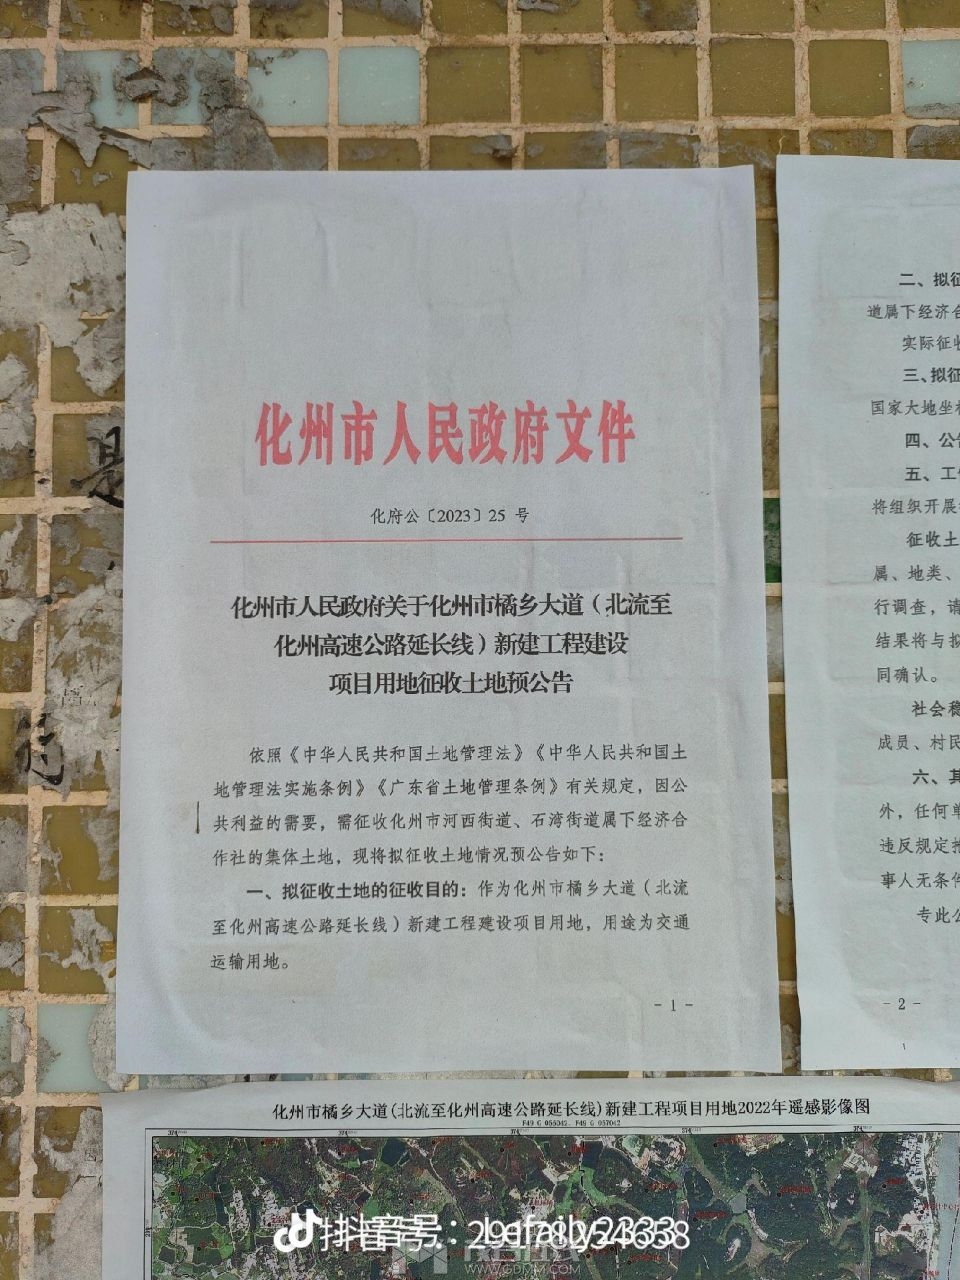 化州市人民政府文件
化府公〔2023〕25 号
化州市人民政府关于化州市橘乡大道（北流至
化州高速公路延长线）新建工程建设
项目用地征收土地预公告
依照《中华人民共和国土地管理法》《中华人民共和国土
地管理法实施条例》《广东省土地管理条例》有关规定，因公
共利益的需要，需征收化州市河西街道、石湾街道属下经济合
作社的集体土地，现将拟征收土地情况预公告如下：
一、拟征收土地的征收目的：作为化州市橘乡大道（北流
至化州高速公路延长线）新建工程建设项目用地，用途为交通
运输用地。
- 1 -
二、拟征
道属下经济合
实际征收
三、拟征
国家大地坐标
四、公告
五、工作
将组织开展
征收土
属、地类、
行调查，请
结果将与拟
同确认。
社会稳
成员、村民
六、其
外，任何单
违反规定抢
事人无条件
专此公
- 2 -
化州市橘乡大道(北流至化州高速公路延长线)新建工程项目用地2022年遥感影像图
F49 G 056042、F49 G 057042
抖音号：
WWW.GDMM.COM